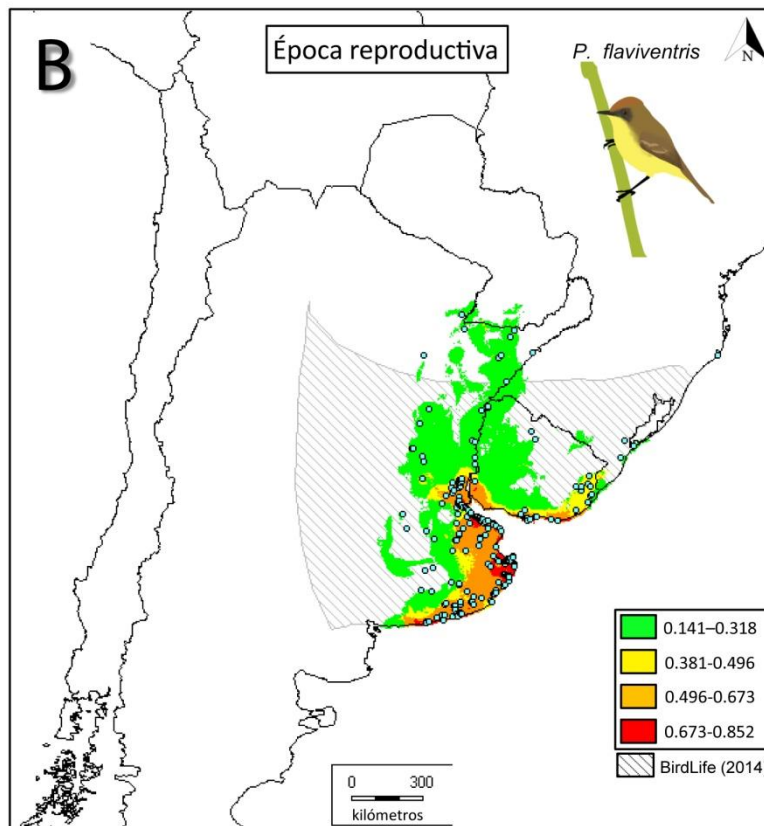 B
Época reproductiva
P. flaviventris
N
0.141–0.318
0.381-0.496
0.496-0.673
0.673-0.852
BirdLife (2014)
0 300
kilómetros